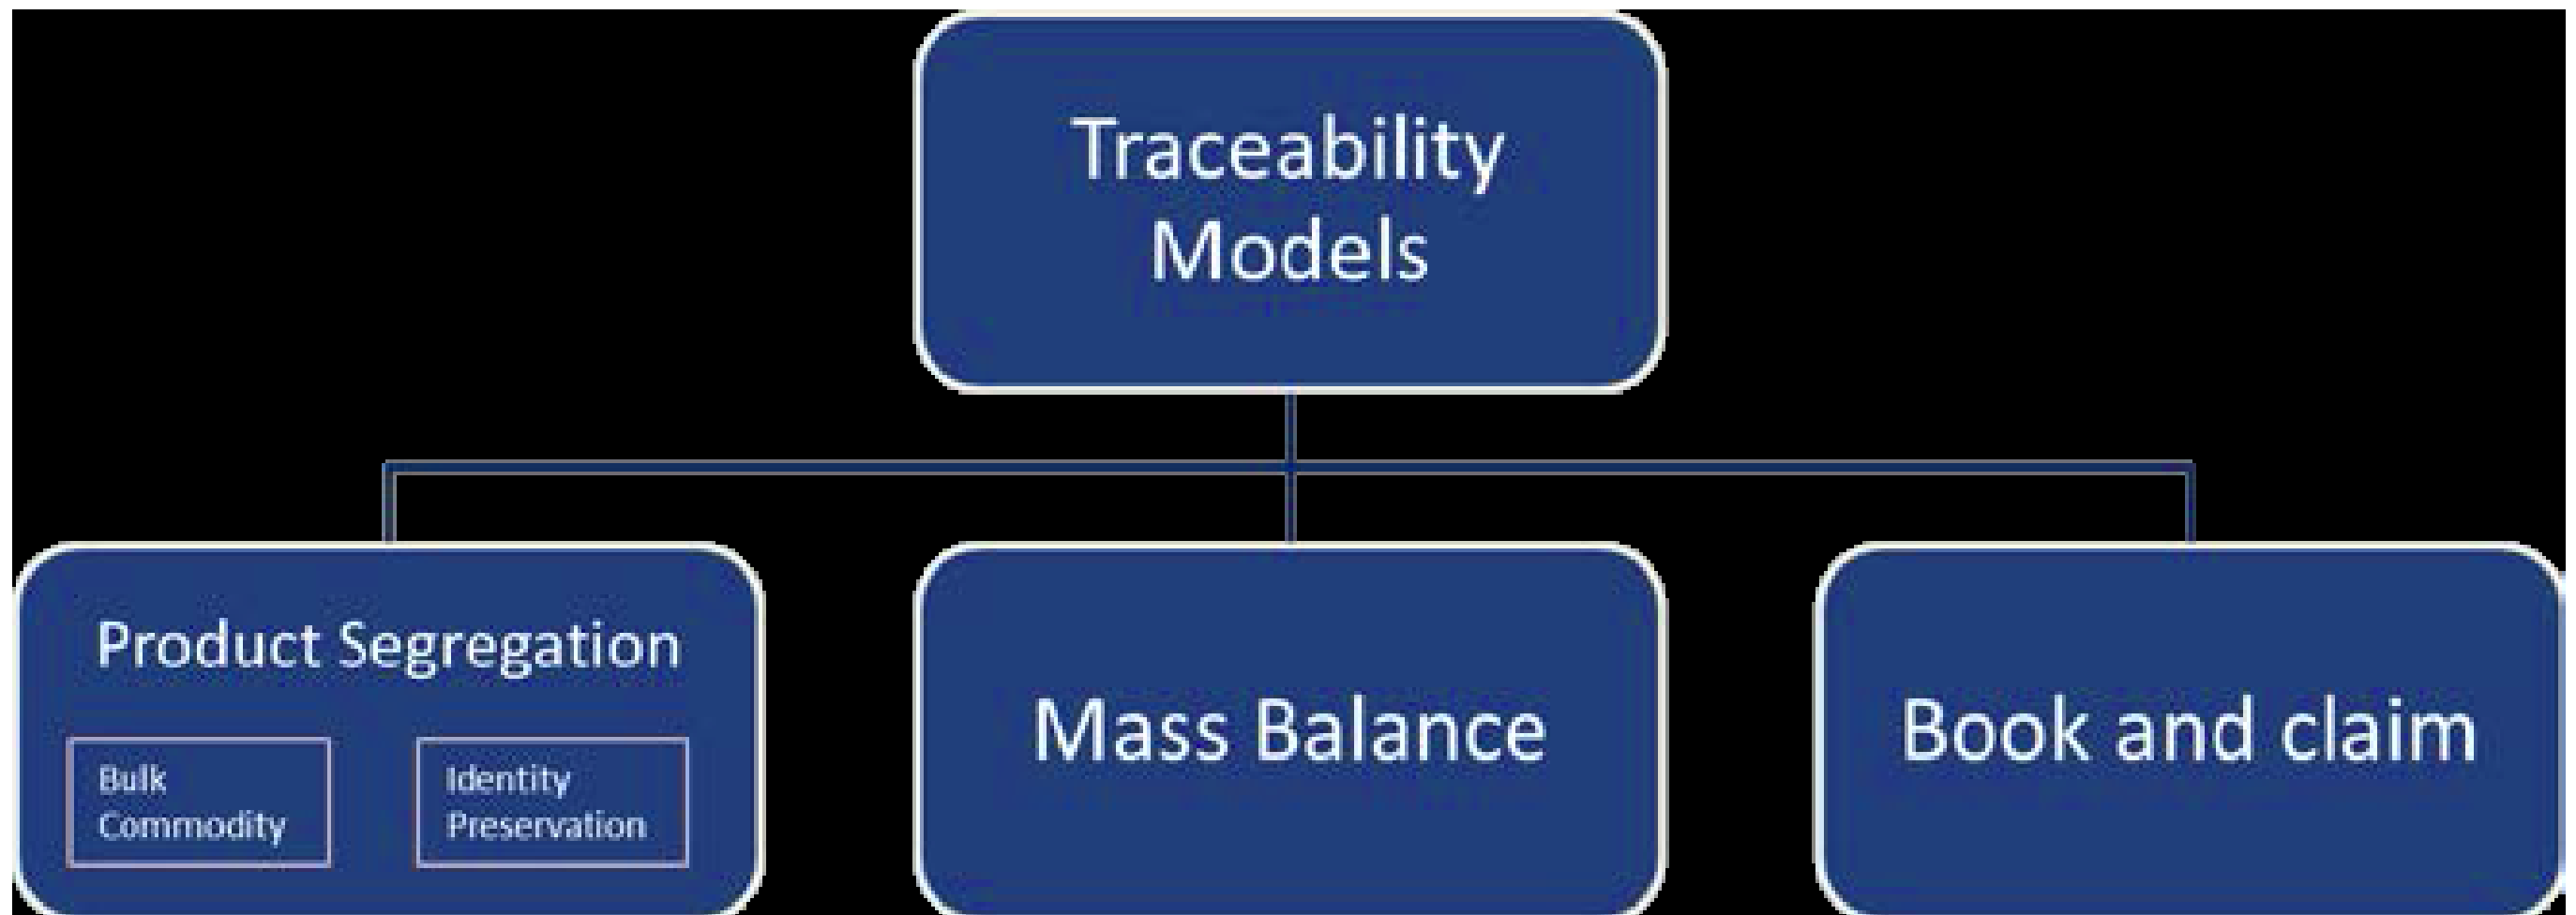 Traceability
Models
Product Segregation
Bulk
Commodity
Identity
Preservation
Mass Balance
Book and claim